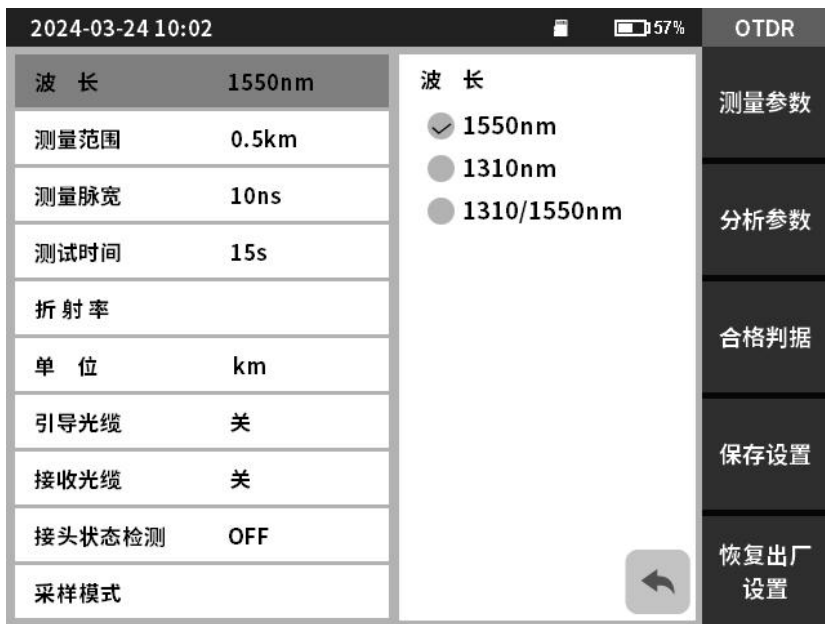 2024-03-24 10:02
57%
OTDR
波 长 1550nm
测量范围 0.5km
测量脉宽 10ns
测试时间 15s
折射率
单 位 km
引导光缆 关
接收光缆 关
接头状态检测 OFF
采样模式
波 长
1550nm
1310nm
1310/1550nm
测量参数
分析参数
合格判据
保存设置
恢复出厂
设置